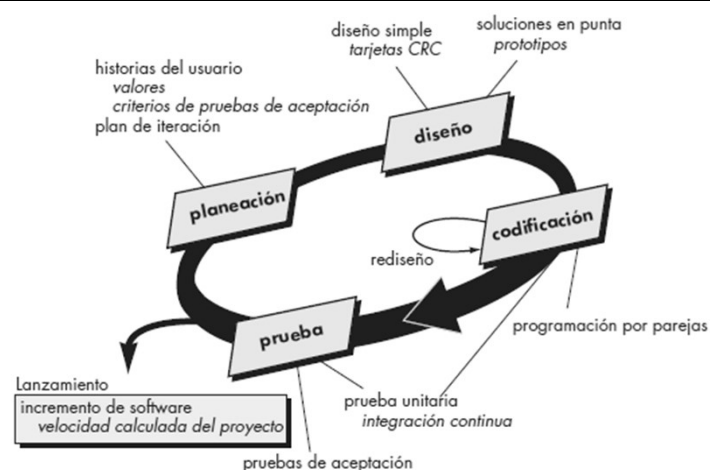 diseño simple
tarjetas CRC
soluciones en punta
prototipos
historias del usuario
valores
criterios de pruebas de aceptación
plan de iteración
diseño
planeación
codificación
rediseño
prueba
programación por parejas
Lanzamiento
incremento de software
velocidad calculada del proyecto
prueba unitaria
integración continua
pruebas de aceptación